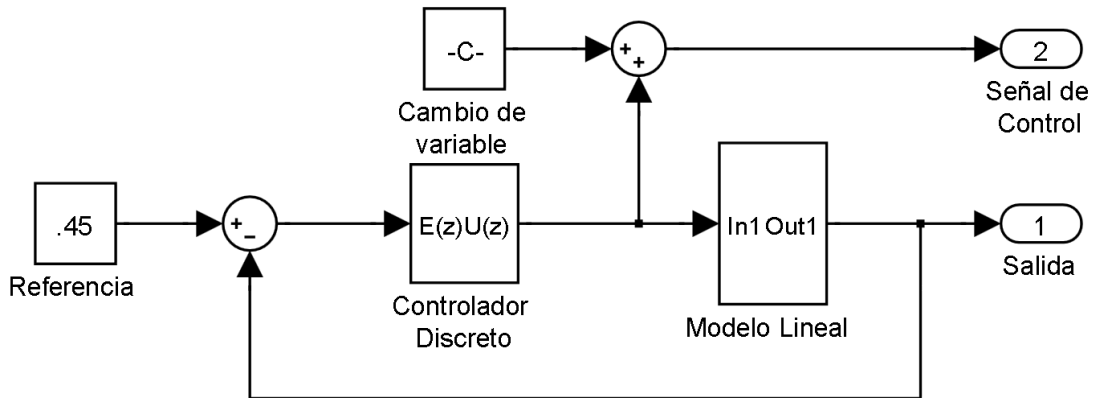 -C-
Cambio de
variable
+
+
2
Señal de
Control
.45
Referencia
+
−
E(z)U(z)
Controlador
Discreto
In1 Out1
Modelo Lineal
1
Salida